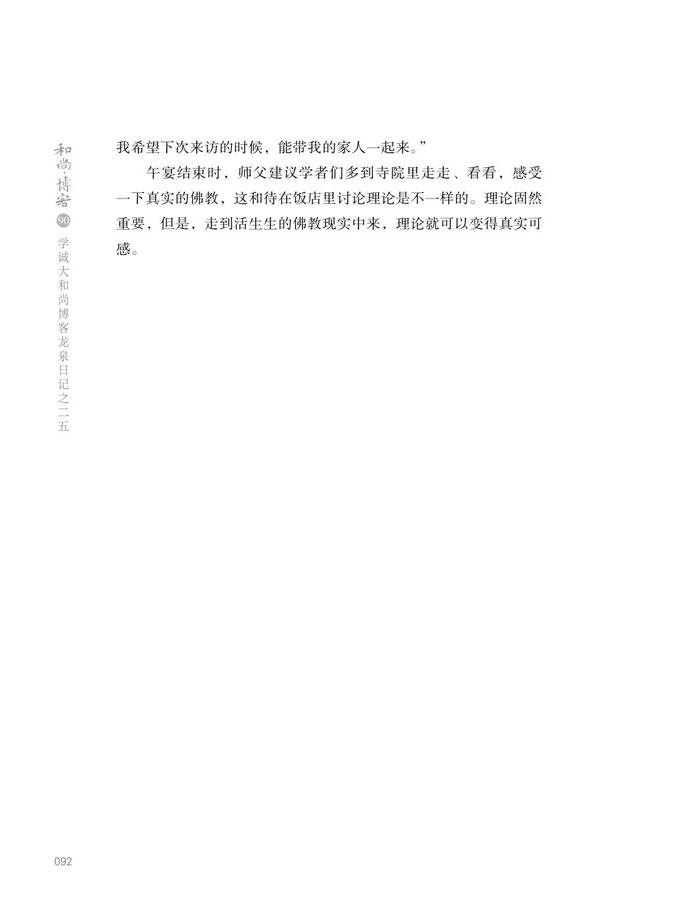 和尚·博客 90 学诚大和尚博客龙泉日记之二五
我希望下次来访的时候，能带我的家人一起来。”
午宴结束时，师父建议学者们多到寺院里走走、看看，感受
一下真实的佛教，这和待在饭店里讨论理论是不一样的。理论固然
重要，但是，走到活生生的佛教现实中来，理论就可以变得真实可
感。
092